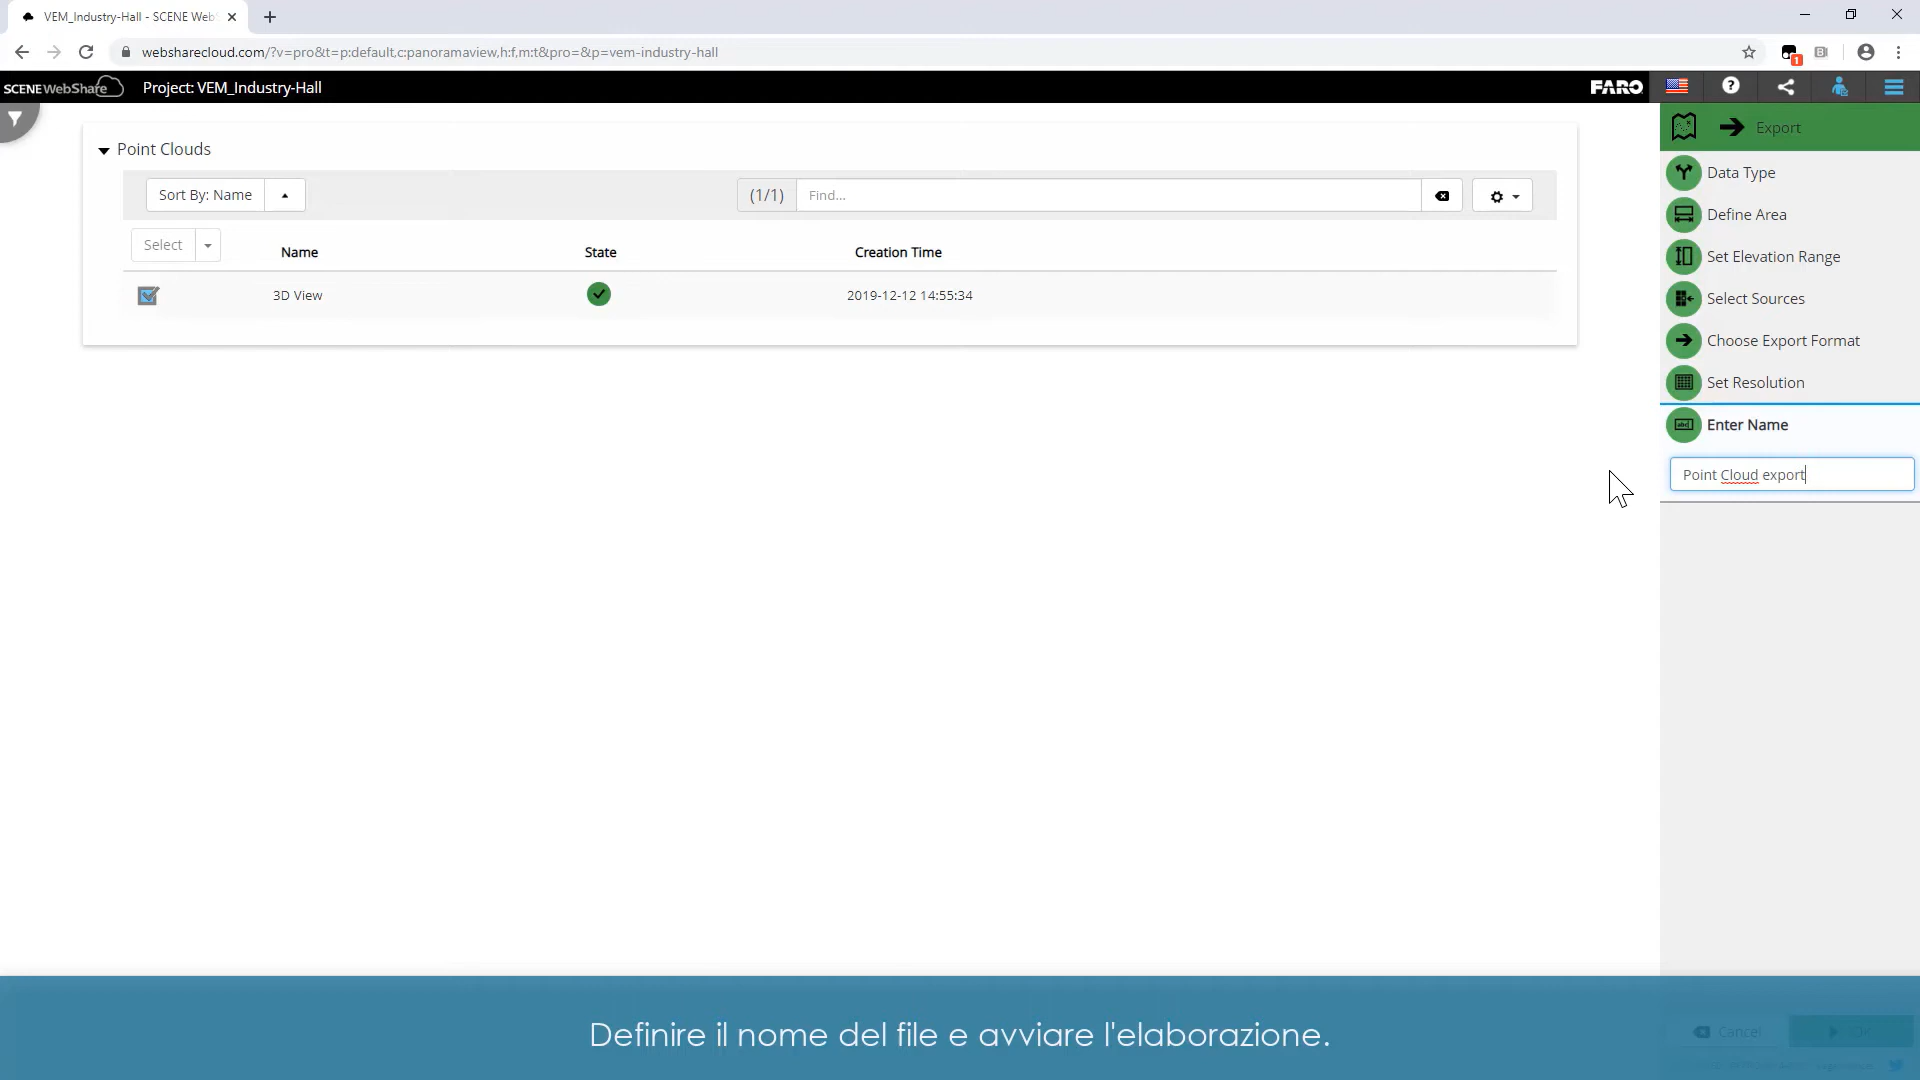 VEM_Industry-Hall - SCENE Web
websharecloud.com/?v=pro&t=p:default,c:panoramaview,h:f,m:t&pro=&p=vem-industry-hall
1
SCENE WebShare
Project: VEM_Industry-Hall
FARO
Export
Point Clouds
Data Type
Sort By: Name
(1/1)
Find...
Define Area
Select
Name
State
Creation Time
Set Elevation Range
3D View
2019-12-12 14:55:34
Select Sources
Choose Export Format
Set Resolution
Enter Name
Point Cloud export
Definire il nome del file e avviare l'elaborazione.
Cancel